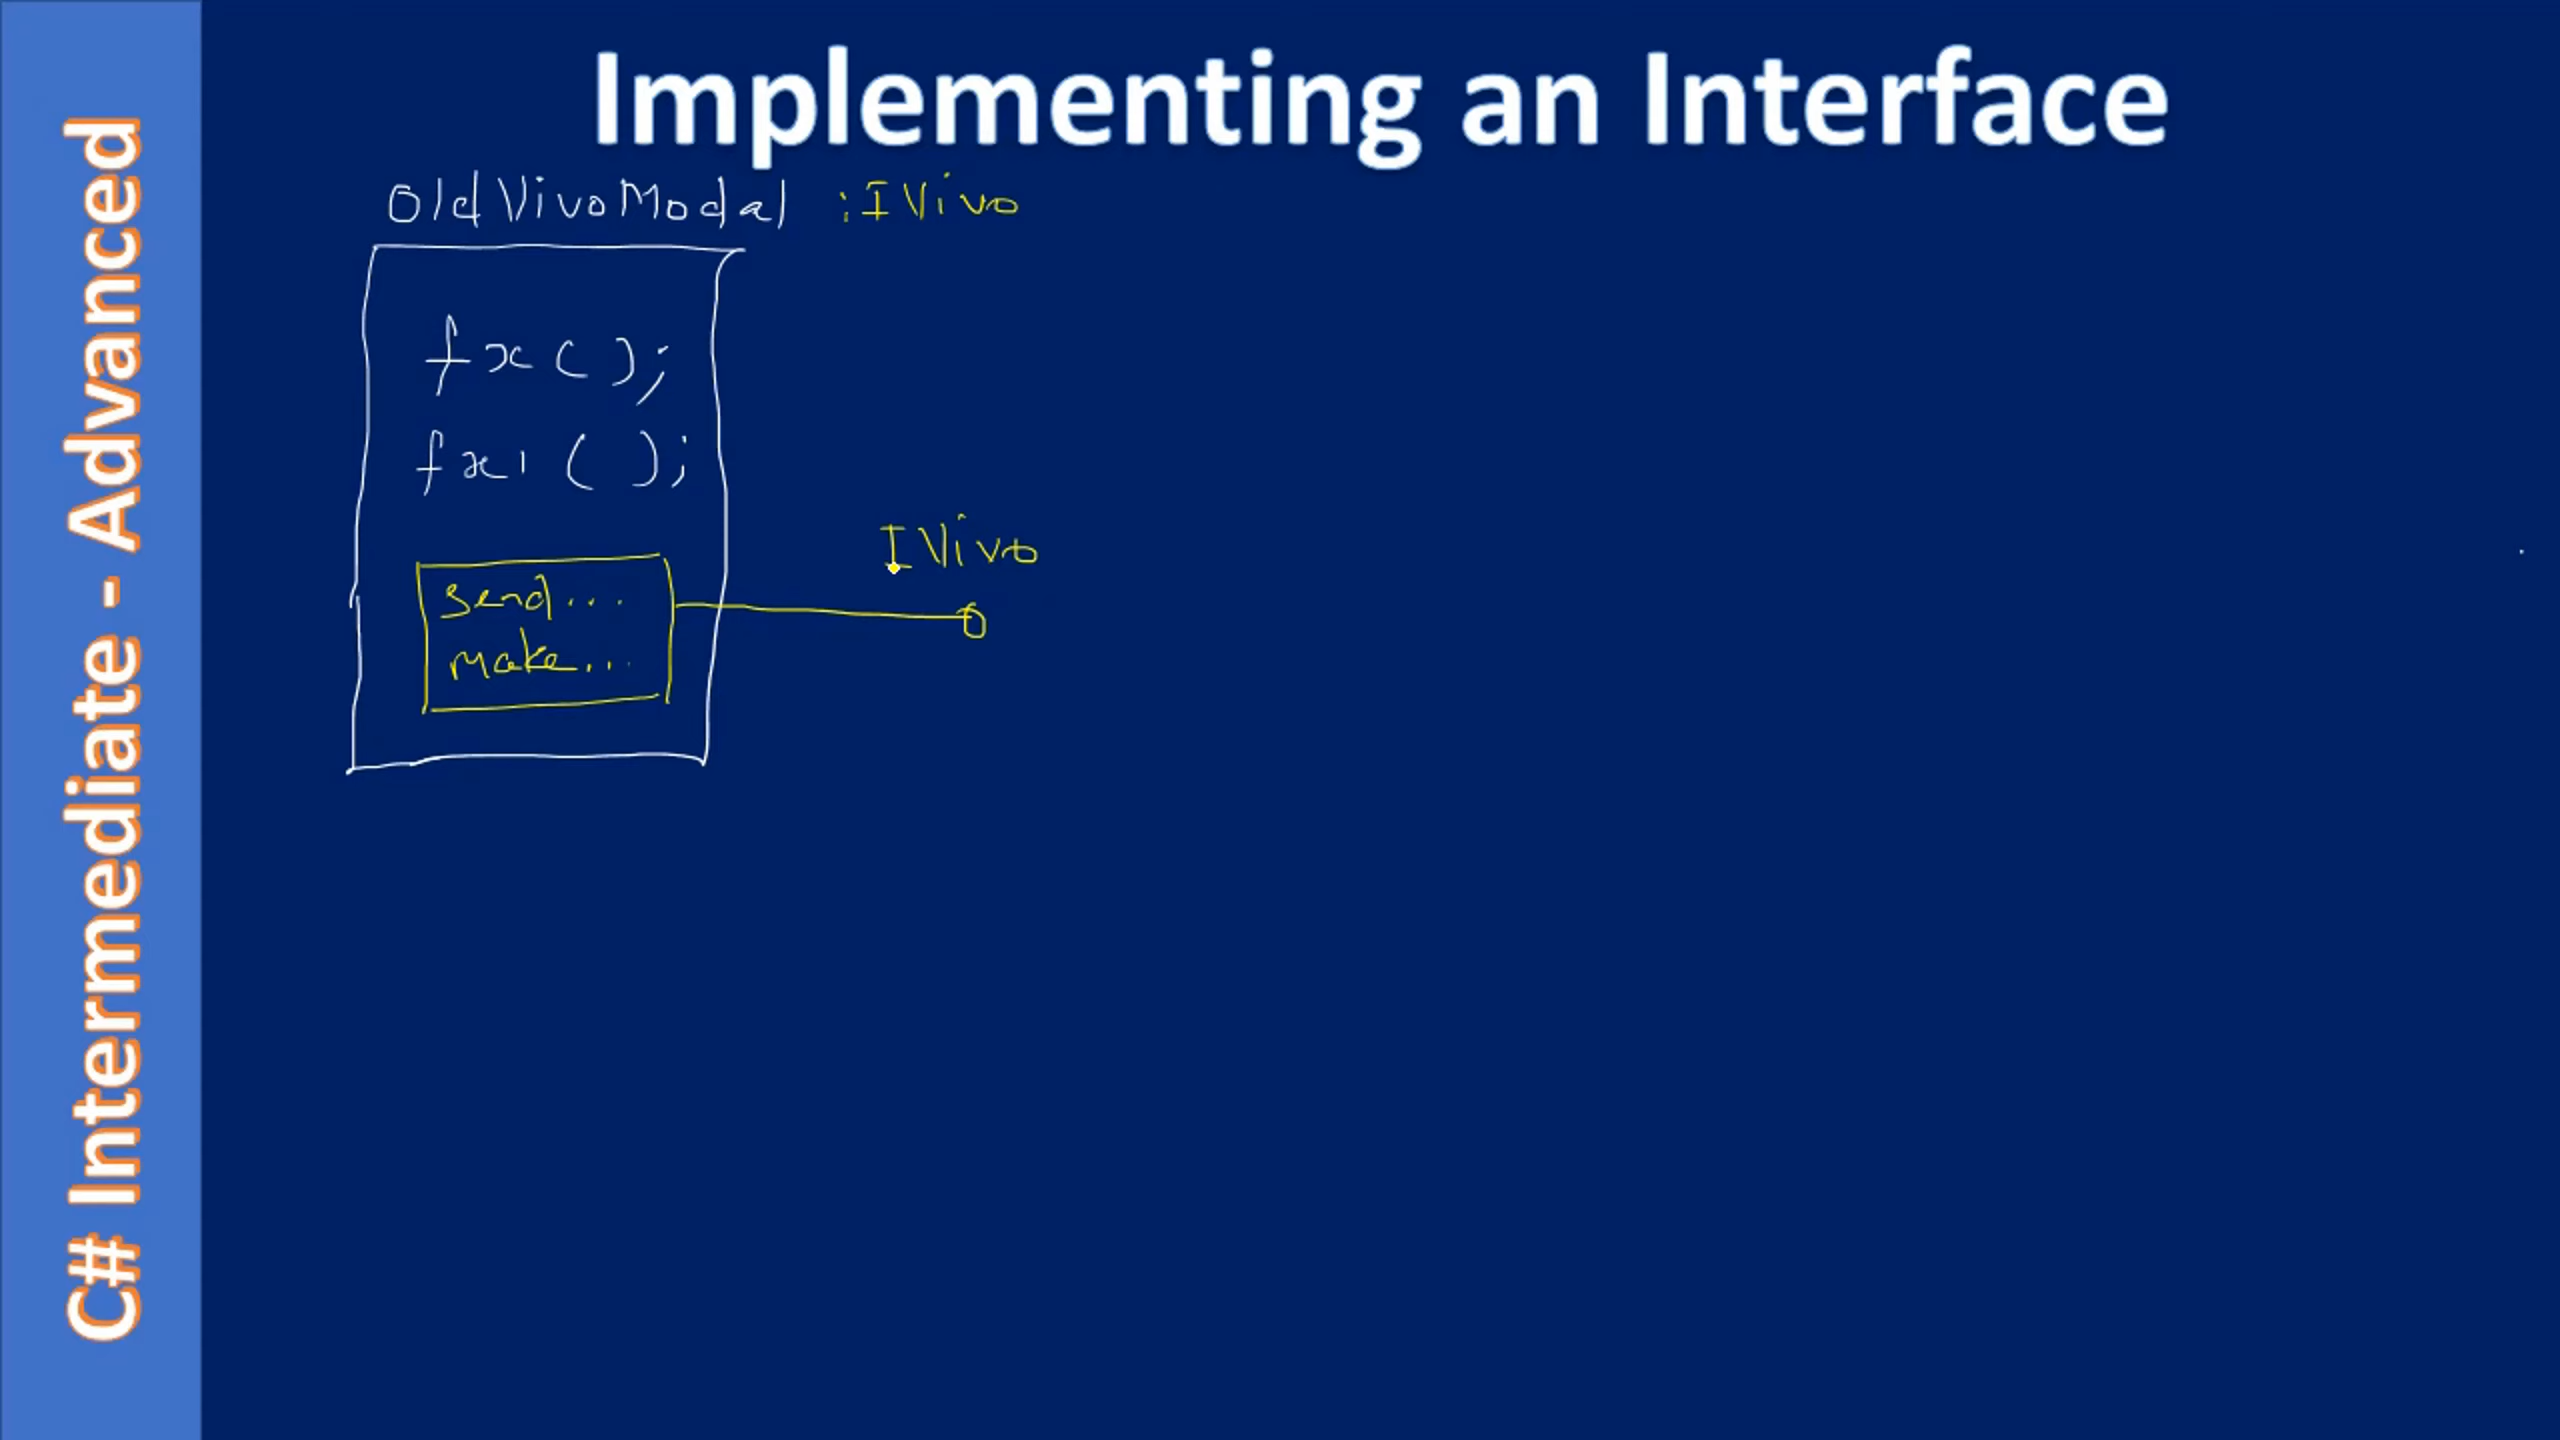 Implementing an Interface
OldVivoModal :IVivo
fx();
fx1();
IVivo
send...
make...
C# Intermediate - Advanced